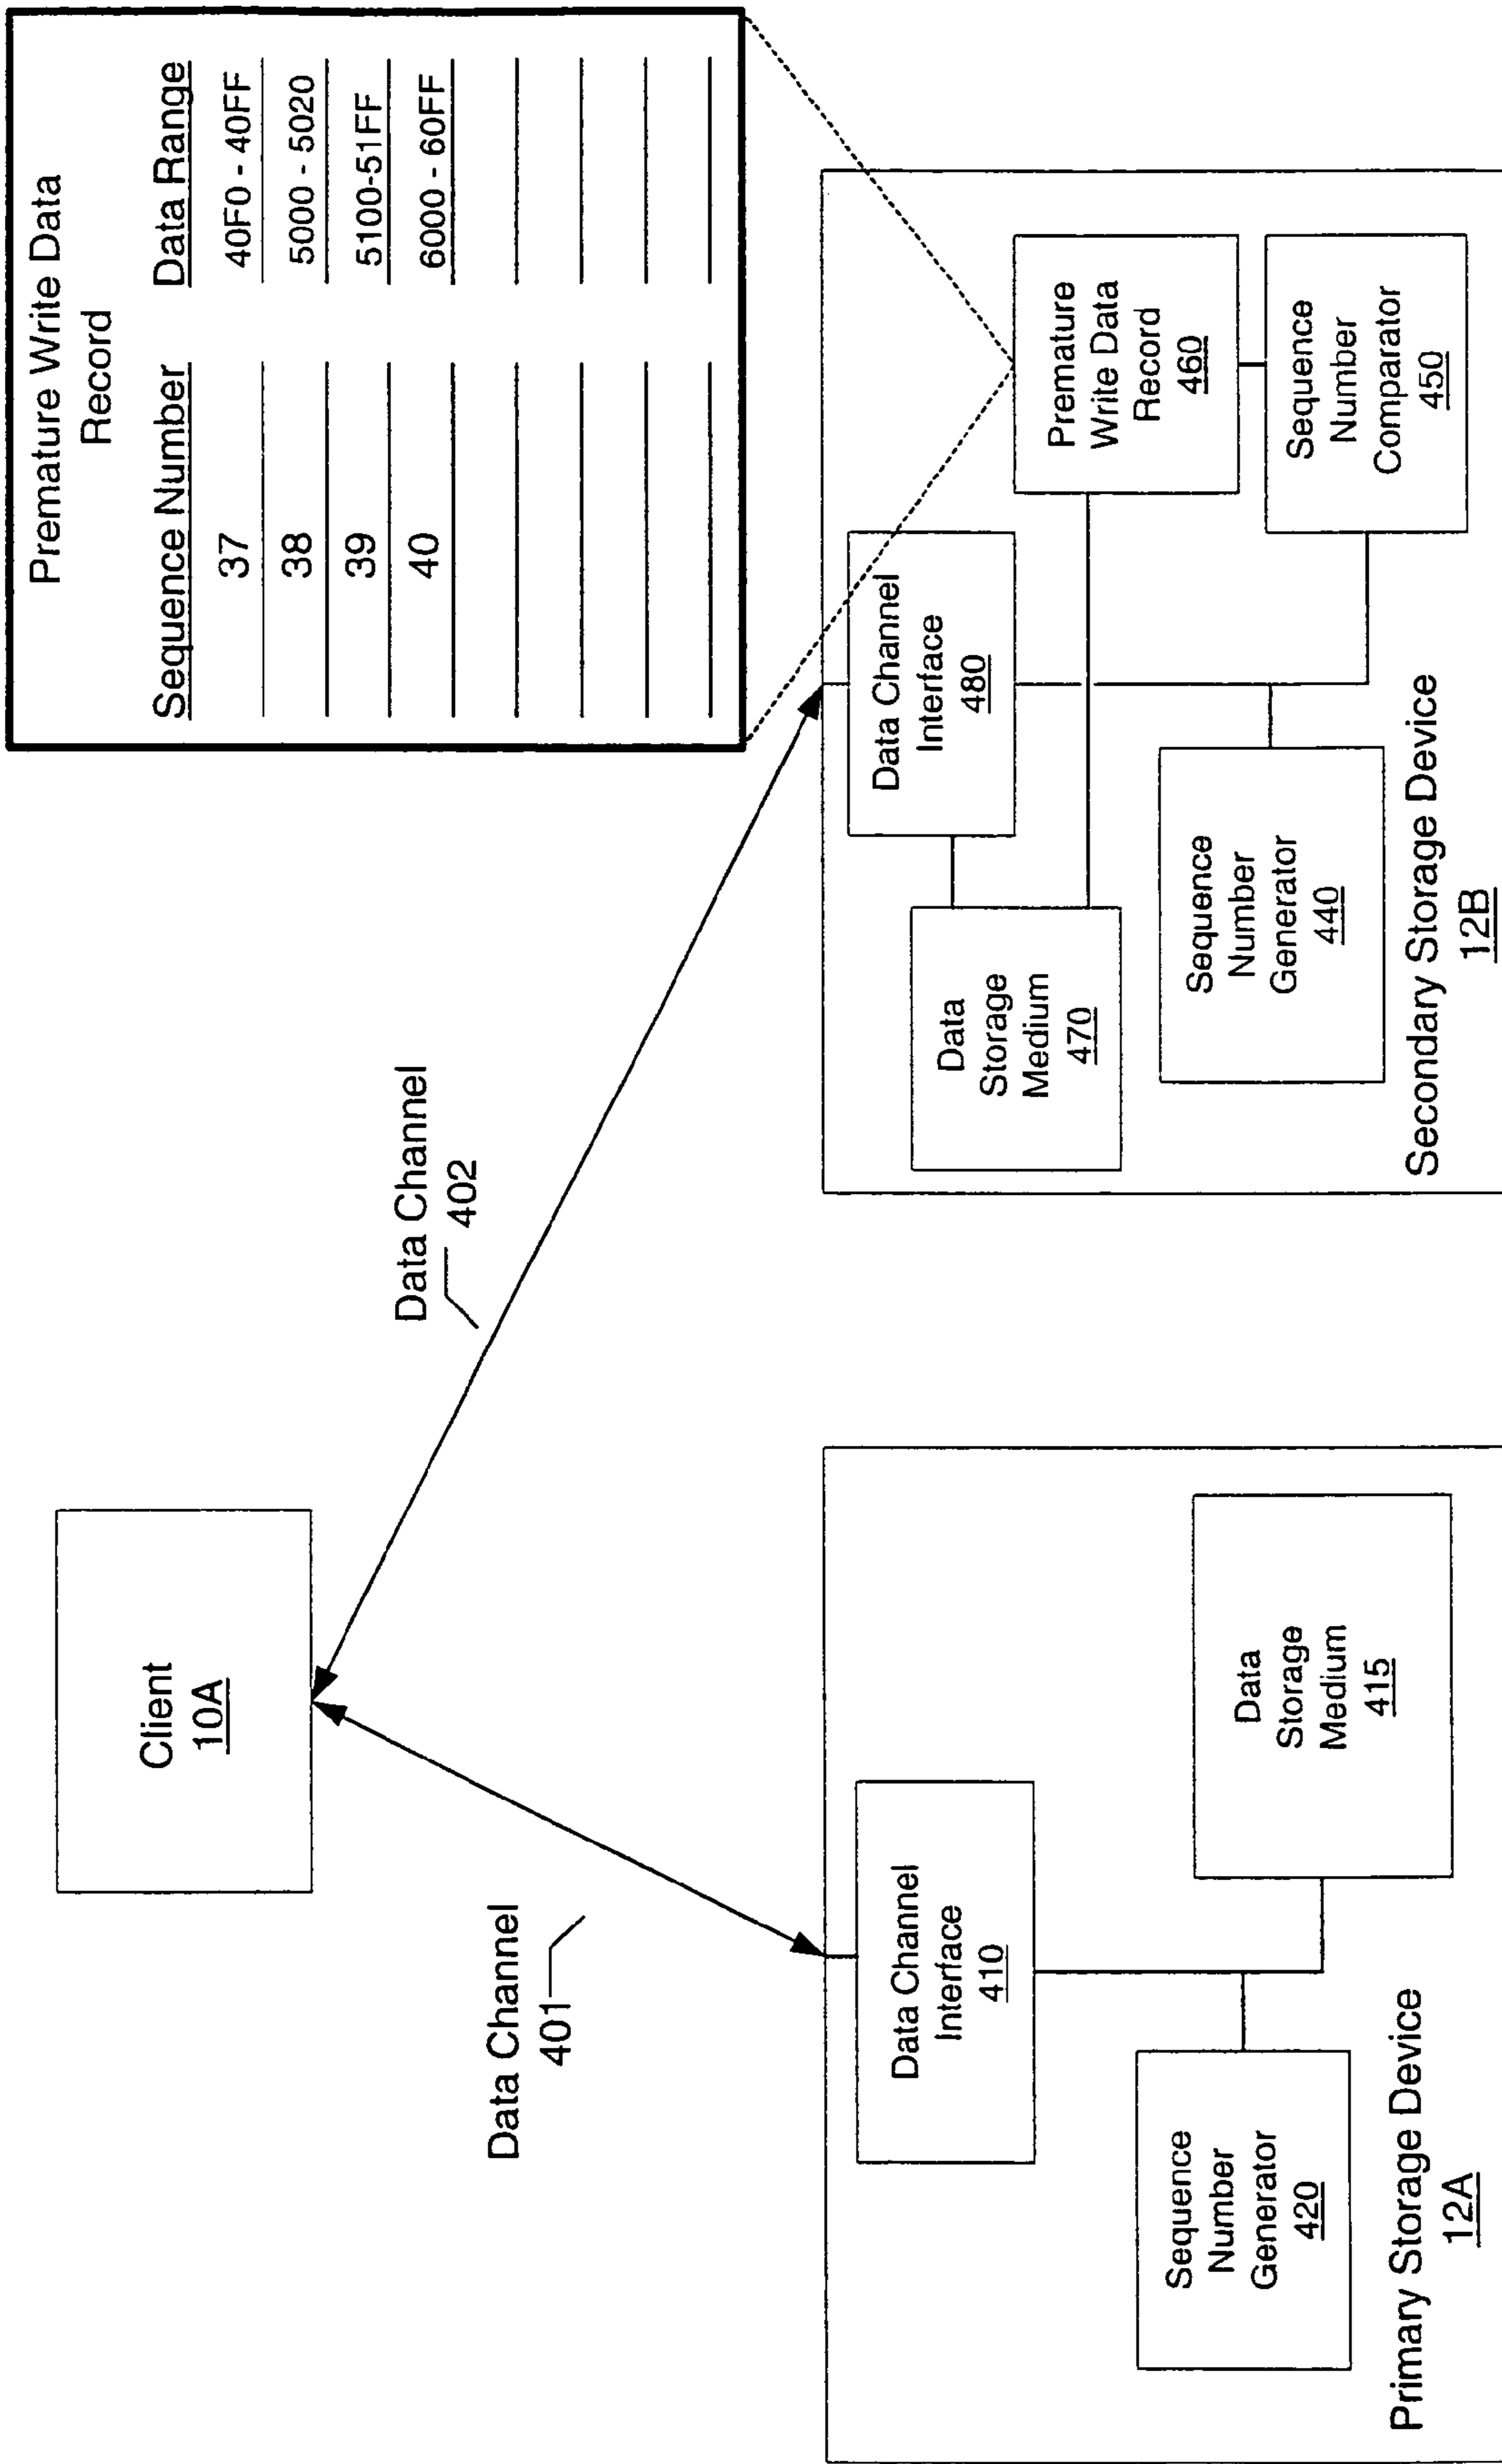 Premature Write Data
Record
Sequence Number Data Range
37 40F0 - 40FF
38 5000 - 5020
39 5100-51FF
40 6000 - 60FF
Client
10A
Data Channel
401
Data Channel
402
Data Channel
Interface
410
Sequence
Number
Generator
420
Data
Storage
Medium
415
Primary Storage Device
12A
Data Channel
Interface
480
Data
Storage
Medium
470
Premature
Write Data
Record
460
Sequence
Number
Generator
440
Sequence
Number
Comparator
450
Secondary Storage Device
12B